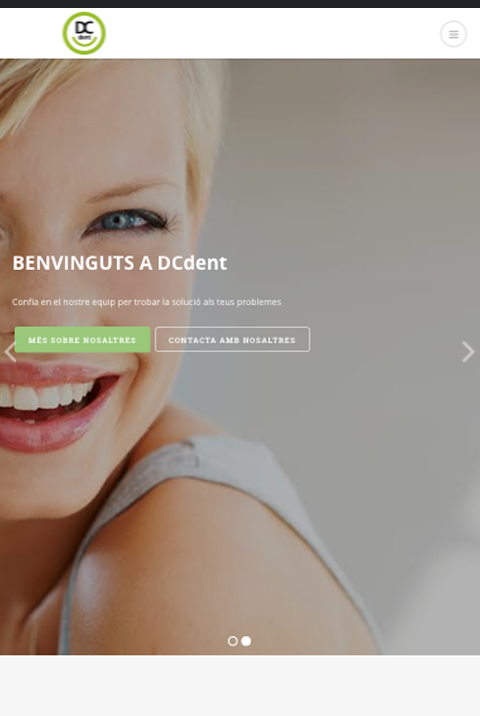 DC
dent
BENVINGUTS A DCdent
Confia en el nostre equip per trobar la solució als teus problemes
MÉS SOBRE NOSALTRES
CONTACTA AMB NOSALTRES